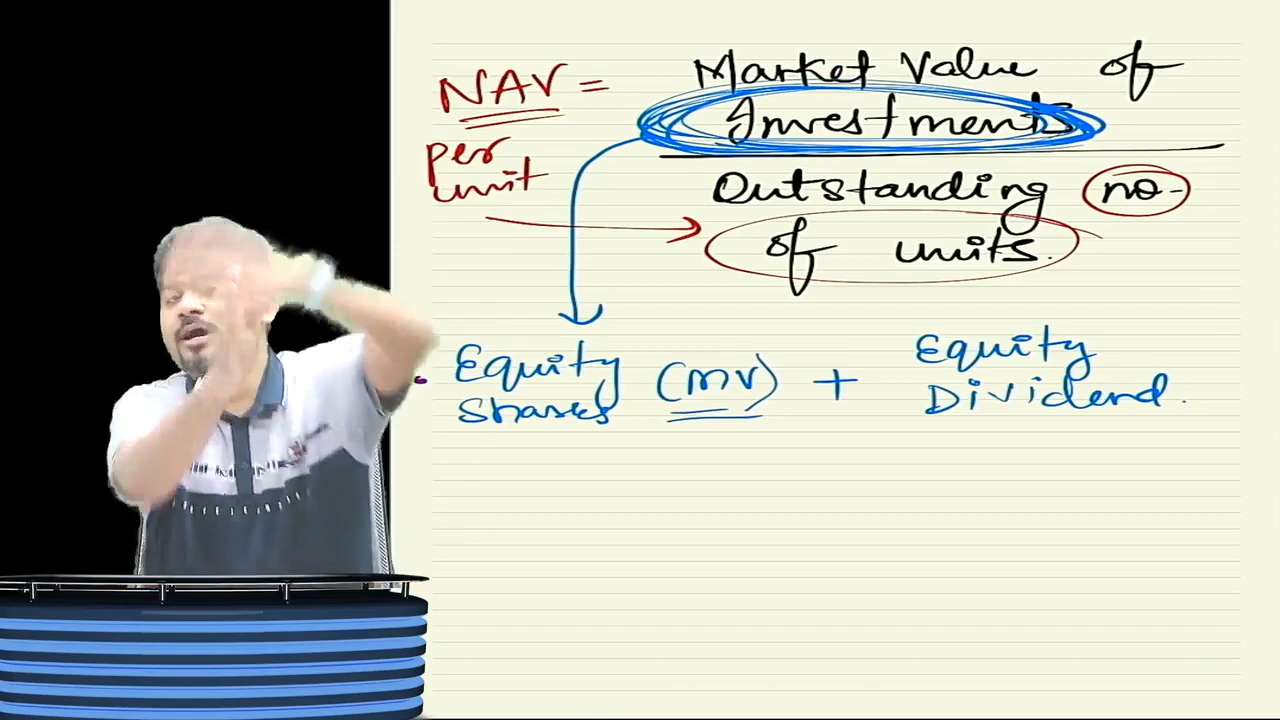 NAV = Market Value of
Investments
per
unit
Outstanding no.
of units.
Equity
Shares (MV) + Equity
Dividend.